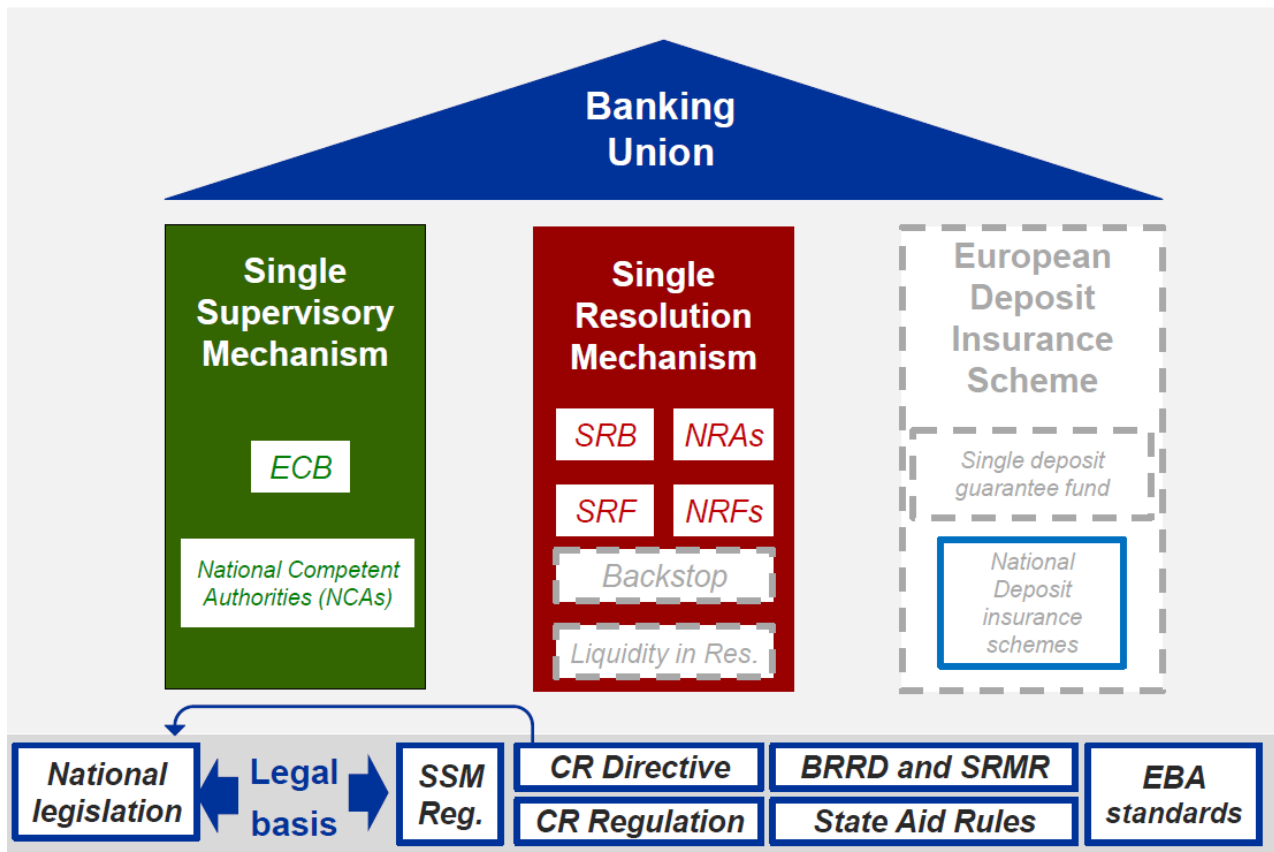 Banking
Union
Single
Supervisory
Mechanism
ECB
National Competent
Authorities (NCAs)
Single
Resolution
Mechanism
SRB
NRAs
SRF
NRFs
Backstop
Liquidity in Res.
European
Deposit
Insurance
Scheme
Single deposit
guarantee fund
National
Deposit
insurance
schemes
National
legislation
Legal
basis
SSM
Reg.
CR Directive
CR Regulation
BRRD and SRMR
State Aid Rules
EBA
standards